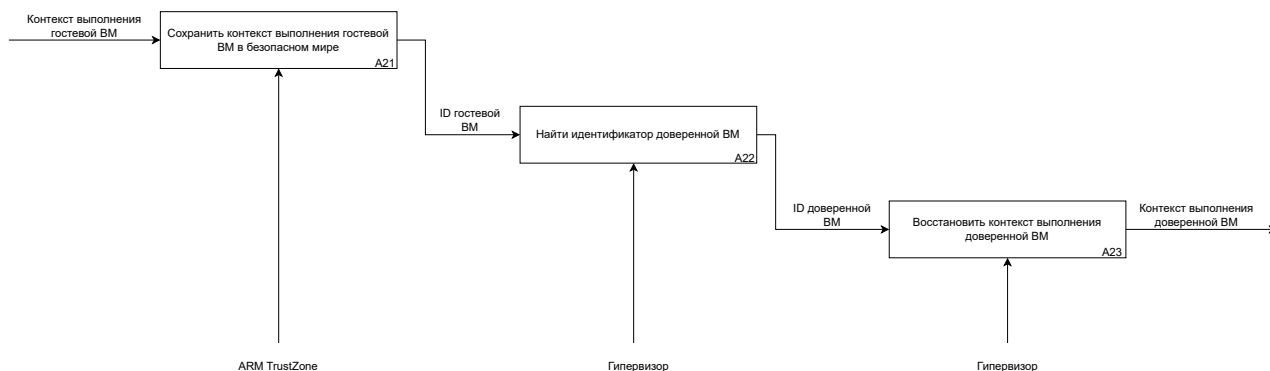 Контекст выполнения
гостевой ВМ
Сохранить контекст выполнения гостевой
ВМ в безопасном мире
A21
ID гостевой
ВМ
Найти идентификатор доверенной ВМ
A22
ID доверенной
ВМ
Восстановить контекст выполнения
доверенной ВМ
A23
Контекст выполнения
доверенной ВМ
ARM TrustZone
Гипервизор
Гипервизор